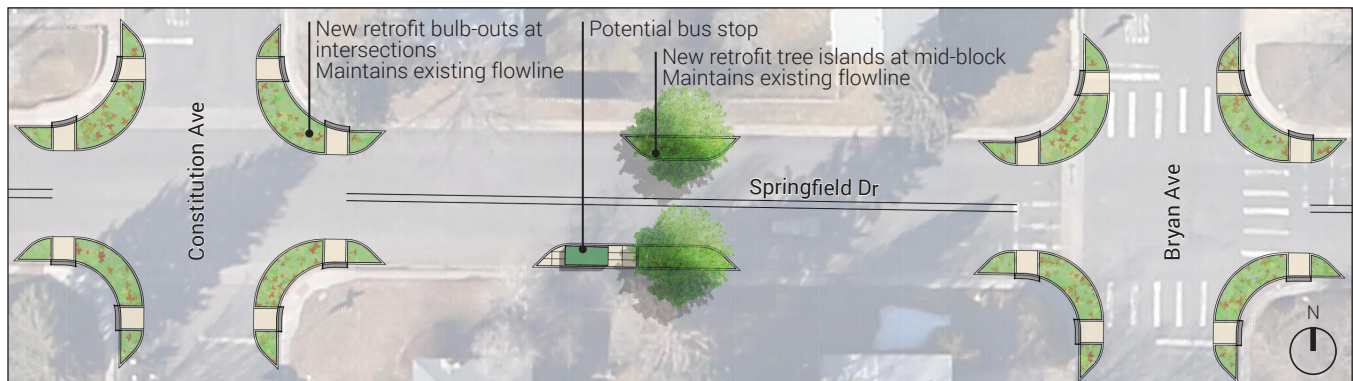 New retrofit bulb-outs at
intersections
Maintains existing flowline
Potential bus stop
New retrofit tree islands at mid-block
Maintains existing flowline
Constitution Ave
Springfield Dr
Bryan Ave
N